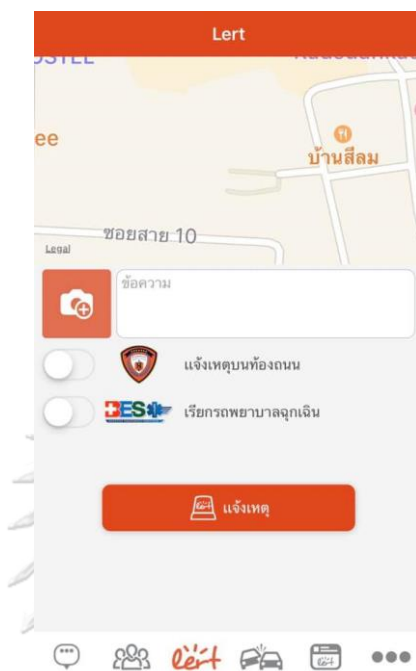 Lert
ee
บ้านสีลม
ซอยสาย 10
Legal
ข้อความ
แจ้งเหตุบนท้องถนน
BES
เรียกรถพยาบาลฉุกเฉิน
แจ้งเหตุ
lert